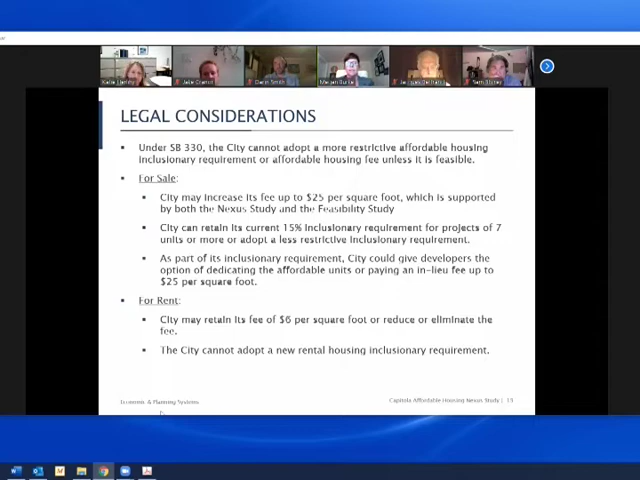 Katie Herlihy
Jake
Smith
Megan
Sam Storey
LEGAL CONSIDERATIONS
▪ Under SB 330, the City cannot adopt a more restrictive affordable housing
inclusionary requirement or affordable housing fee unless it is feasible.
▪ For Sale:
▪ City may increase its fee up to $25 per square foot, which is supported
by both the Nexus Study and the Feasibility Study
▪ City can retain its current 15% inclusionary requirement for projects of 7
units or more or adopt a less restrictive inclusionary requirement.
▪ As part of its inclusionary requirement, City could give developers the
option of dedicating the affordable units or paying an in-lieu fee up to
$25 per square foot.
▪ For Rent:
▪ City may retain its fee of $6 per square foot or reduce or eliminate the
fee.
▪ The City cannot adopt a new rental housing inclusionary requirement.
Economic & Planning Systems
Capitola Affordable Housing Nexus Study |